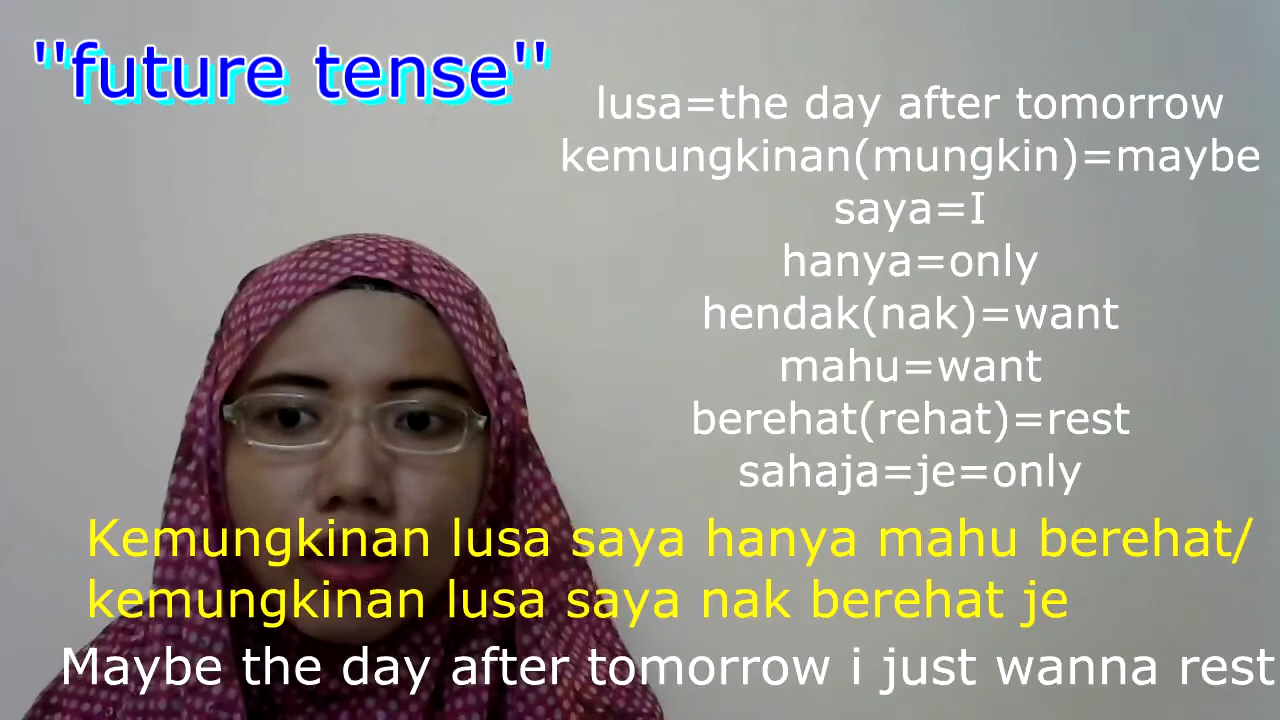 "future tense"
lusa=the day after tomorrow
kemungkinan(mungkin)=maybe
saya=I
hanya=only
hendak(nak)=want
mahu=want
berehat(rehat)=rest
sahaja=je=only
Kemungkinan lusa saya hanya mahu berehat/
kemungkinan lusa saya nak berehat je
Maybe the day after tomorrow i just wanna rest